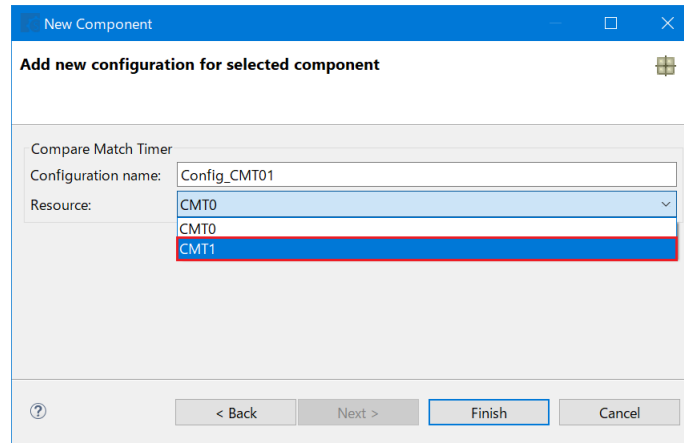 New Component
Add new configuration for selected component
Compare Match Timer
Configuration name: Config_CMT01
Resource: CMT0
CMT0
CMT1
? < Back Next > Finish Cancel